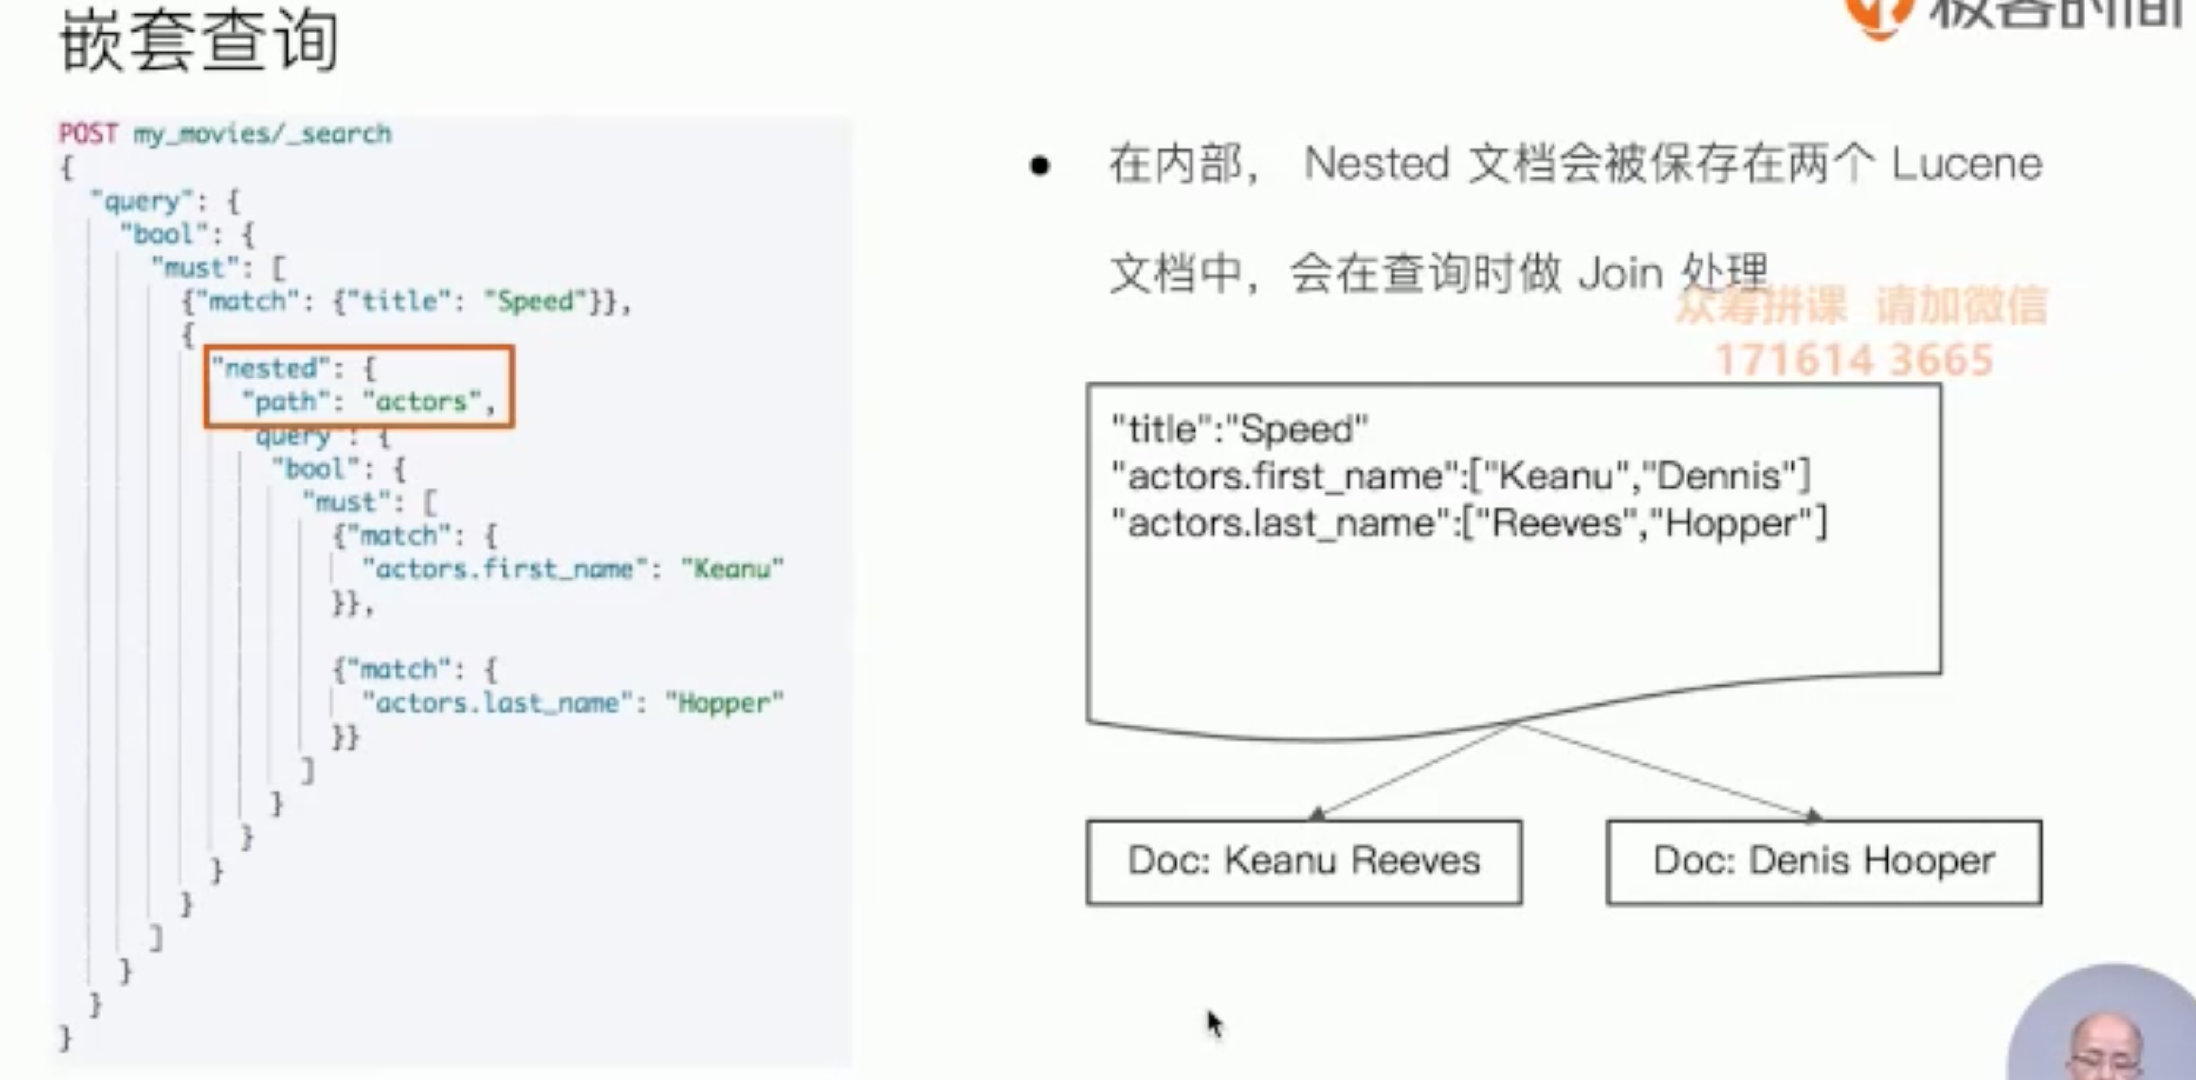 嵌套查询
极客时间
POST my_movies/_search
{
"query": {
"bool": {
"must": [
{"match": {"title": "Speed"}},
{
"nested": {
"path": "actors",
"query": {
"bool": {
"must": [
{"match": {
"actors.first_name": "Keanu"
}},
{"match": {
"actors.last_name": "Hopper"
}}
]
}
}
}
}
]
}
}
}
● 在内部， Nested 文档会被保存在两个 Lucene
文档中，会在查询时做 Join 处理
众筹拼课 请加微信
171614 3665
"title":"Speed"
"actors.first_name":["Keanu","Dennis"]
"actors.last_name":["Reeves","Hopper"]
Doc: Keanu Reeves
Doc: Denis Hooper